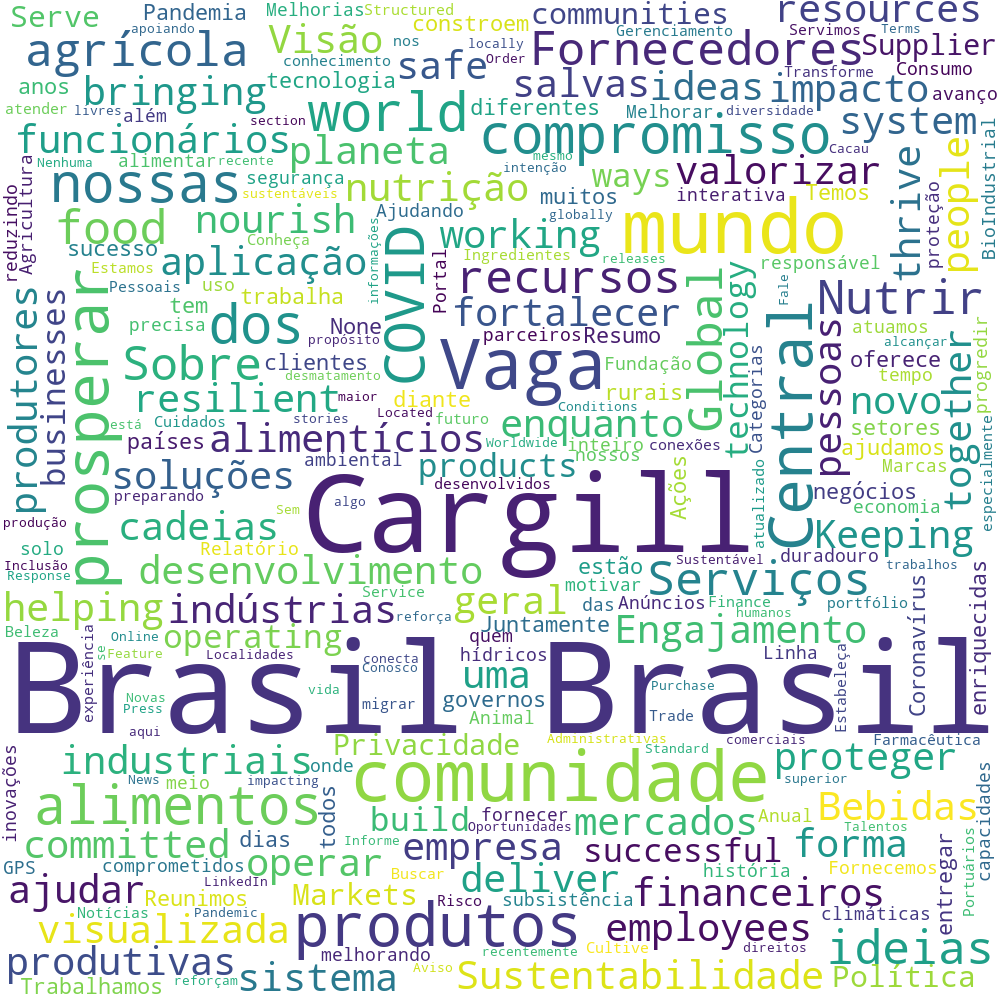 Serve
Pandemia
apoiando
Melhorias
Structured
constroem
communities
Gerenciamento
resources
Servimos
Terms
agrícola
Visão
nos
conhecimento
locally
Order
Fornecedores
Supplier
safe
anos
bringing
tecnologia
salvas
ideas
impacto
Transforme
Consumo
avanço
atender
livres
além
section
world
diferentes
Melhorar
diversidade
system
funcionários
planeta
compromisso
Cacau
Nenhuma
alimentar
recente
segurança
sustentáveis
mesmo
intenção
ways
valorizar
thrive
people
BioIndustrial
reduzindo
Agricultura
nossas
nutrição
muitos
interativa
Temos
proteção
food
nourish
Ajudando
globally
mundo
sucesso
Conheça
informações
COVID
working
Ingredientes
releases
responsável
Estamos
aplicação
Portal
recursos
Global
technology
Fale
Pessoais
uso
tem
trabalha
fortalecer
Central
Nutrir
produtores
businesses
prosperar
precisa
dos
None
propósito
parceiros
Resumo
pessoas
atuamos
alcançar
progredir
Sobre
clientes
Vaga
Fundação
Categorias
oferece
tempo
together
desmatamento
resilient
maior
diante
rurais
novo
está
Cuidados
stories
Located
futuro
Conditions
enquanto
setores
países
alimentícios
Worldwide
inteiro
nossos
conexões
ajudamos
Marcas
especialmente
soluções
ambiental
products
Ações
atualizado
negócios
preparando
desenvolvidos
economia
produção
cadeias
Sem
algo
Cargill
Keeping
solo
Relatório
estão
Sustentável
duradouro
trabalhos
Inclusão
Response
desenvolvimento
Service
motivar
Serviços
helping
indústrias
geral
das
Anúncios
Finance
portfólio
Coronavírus
enriquecidas
Beleza
reforça
Juntamente
humanos
experiência
se
Online
operating
quem
Engajamento
Estabeleça
Feature
Localidades
conecta
Conosco
hídricos
Linha
Brasil
Brasil
Novas
Press
vida
migrar
uma
governos
Purchase
Trade
aqui
Animal
Administrativas
comerciais
Farmacêutica
inovações
industriais
onde
Privacidade
Standard
proteger
News
meio
impacting
comunidade
superior
capacidades
alimentos
todos
build
fornecer
Oportunidades
mercados
Anual
Bebidas
Talentos
committed
dias
Informe
empresa
successful
forma
Portuários
GPS
comprometidos
operar
Buscar
história
Fornecemos
ajudar
LinkedIn
Reunimos
Markets
Risco
deliver
subsistência
financeiros
climáticas
entregar
Notícias
Pandemic
visualizada
produtos
recentemente
direitos
employees
ideias
produtivas
melhorando
Cultive
Trabalhamos
reforçam
sistema
Aviso
Sustentabilidade
Política